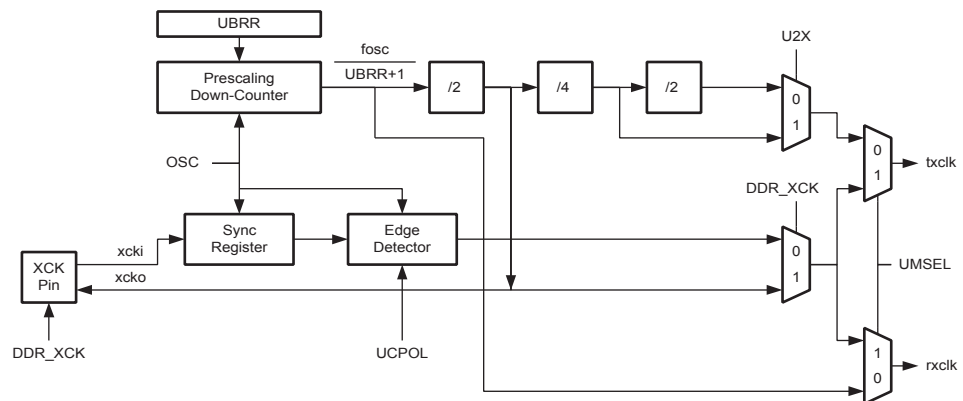 UBRR
fosc
U2X
Prescaling
Down-Counter
UBRR+1
/2
/4
/2
0
1
OSC
0
1
txclk
DDR_XCK
Sync
Register
Edge
Detector
xcki
0
1
XCK
Pin
xcko
UMSEL
DDR_XCK
UCPOL
1
0
rxclk